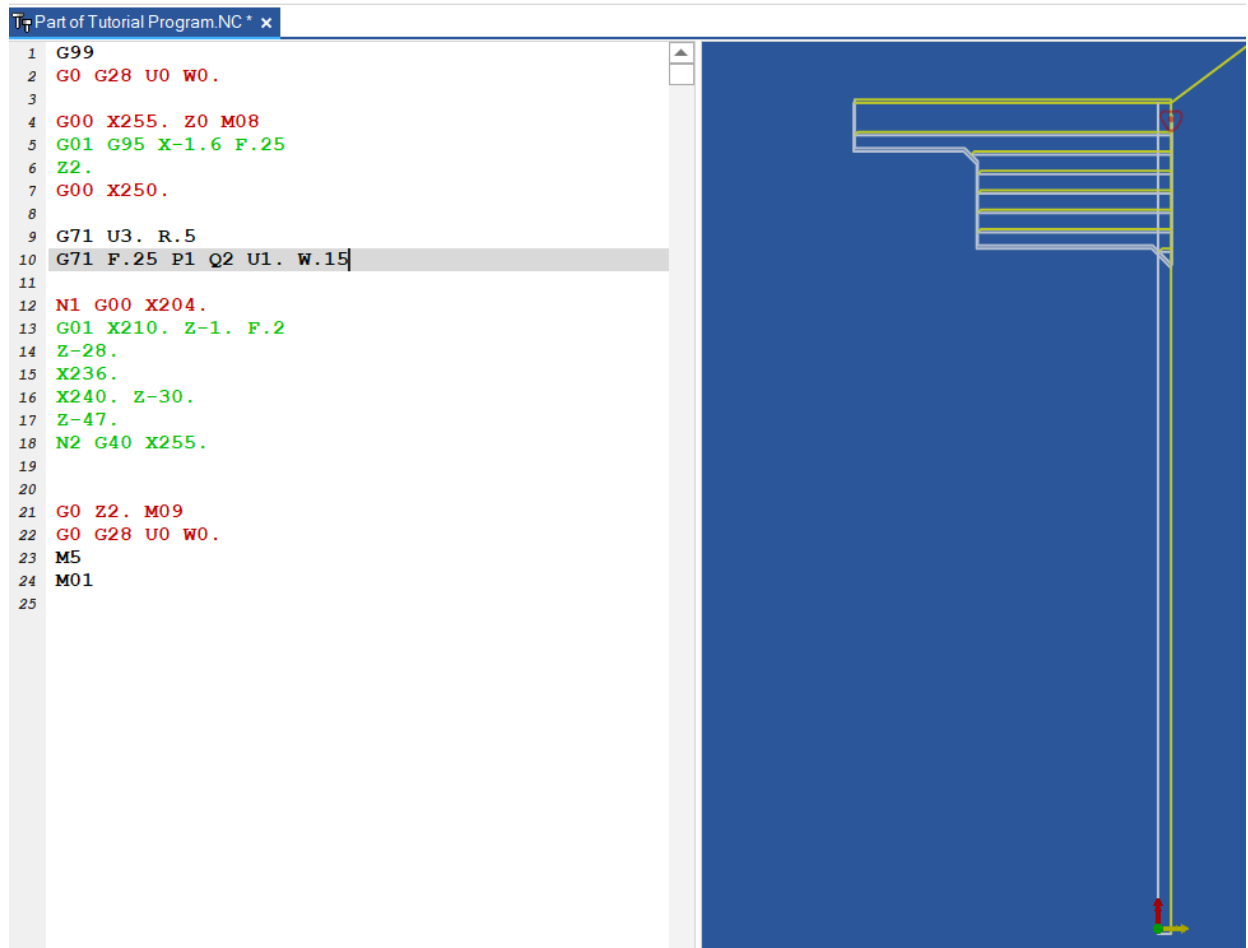 Part of Tutorial Program.NC *
1 G99
2 G0 G28 U0 W0.
3
4 G00 X255. Z0 M08
5 G01 G95 X-1.6 F.25
6 Z2.
7 G00 X250.
8
9 G71 U3. R.5
10 G71 F.25 P1 Q2 U1. W.15
11
12 N1 G00 X204.
13 G01 X210. Z-1. F.2
14 Z-28.
15 X236.
16 X240. Z-30.
17 Z-47.
18 N2 G40 X255.
19
20
21 G0 Z2. M09
22 G0 G28 U0 W0.
23 M5
24 M01
25